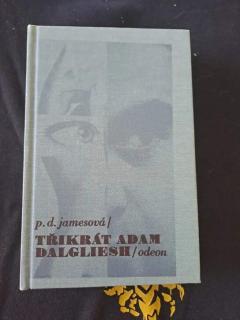 p. d. jamesová/
TŘIKRÁT ADAM
DALGLIESH/odeon